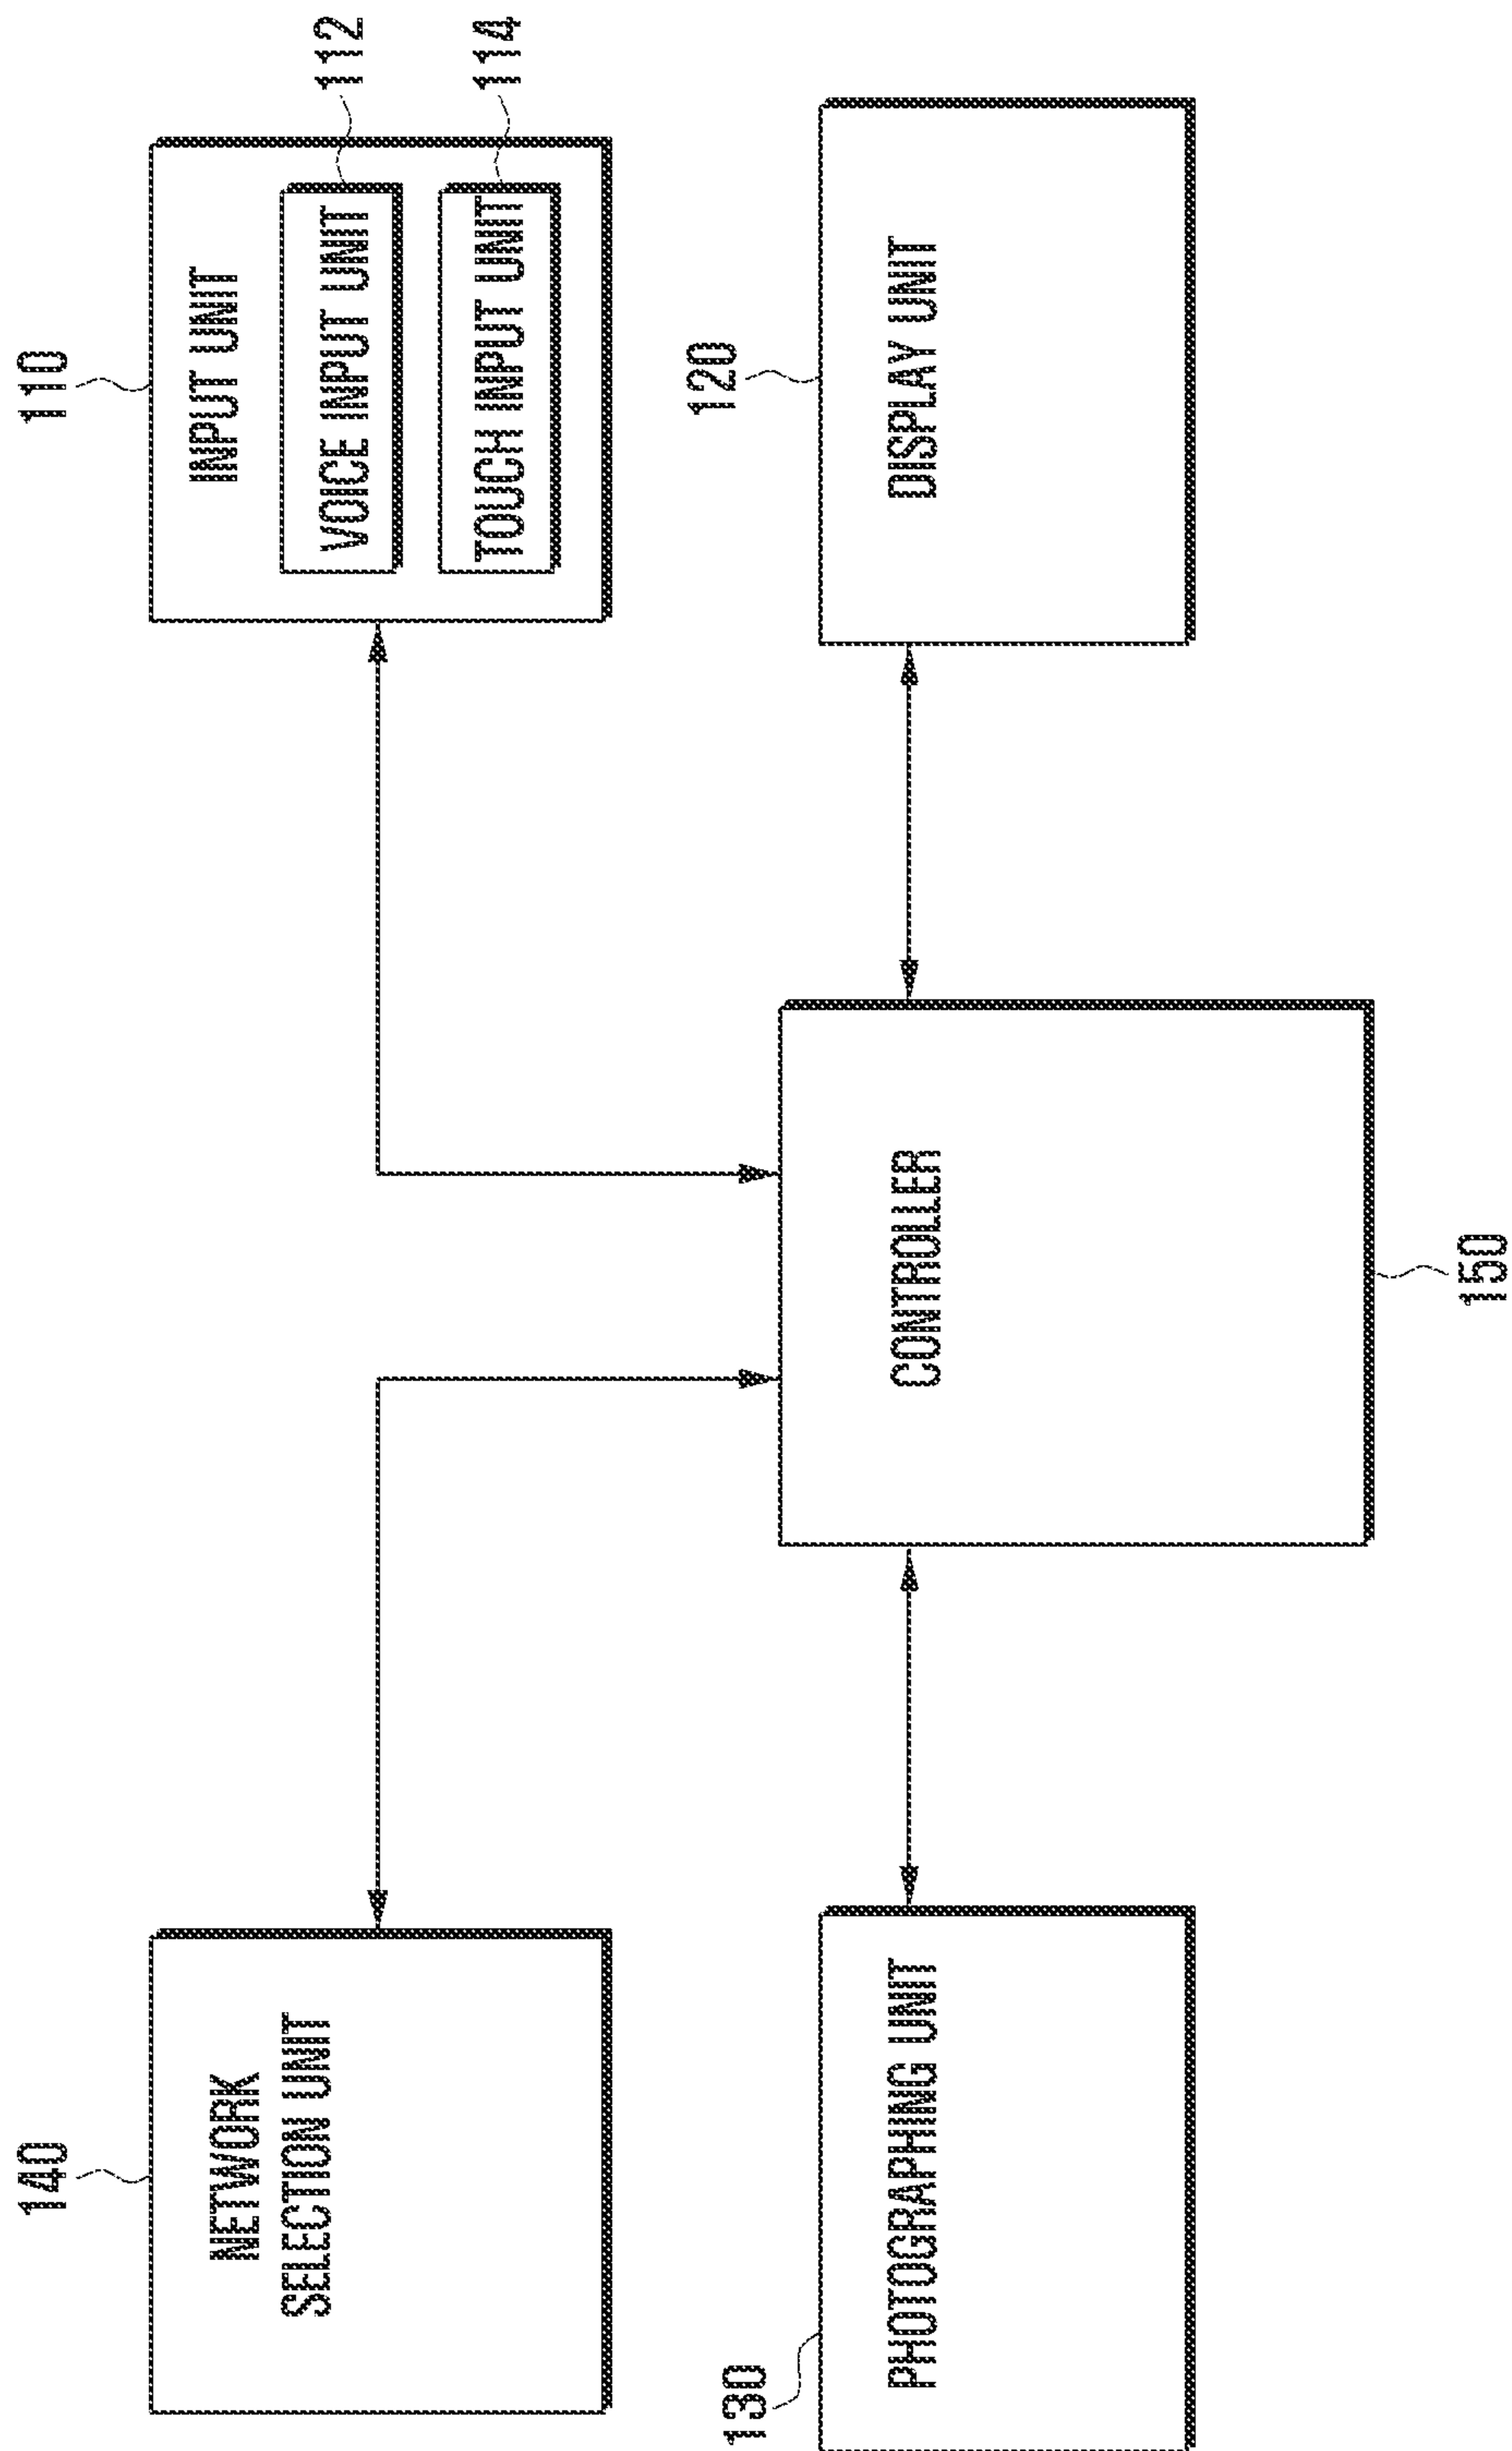 140
110
NETWORK
SELECTION UNIT
INPUT UNIT
VOICE INPUT UNIT
112
TOUCH INPUT UNIT
114
130
120
PHOTOGRAPHING UNIT
CONTROLLER
DISPLAY UNIT
150